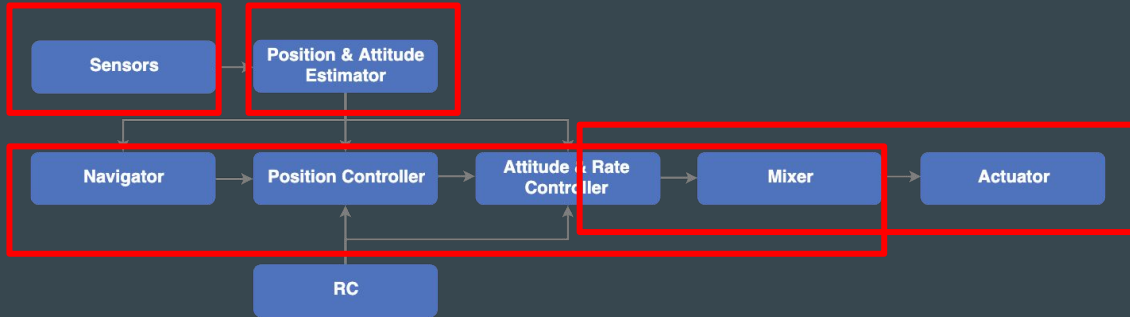 Sensors
Position & Attitude
Estimator
Navigator
Position Controller
Attitude & Rate
Controller
Mixer
Actuator
RC